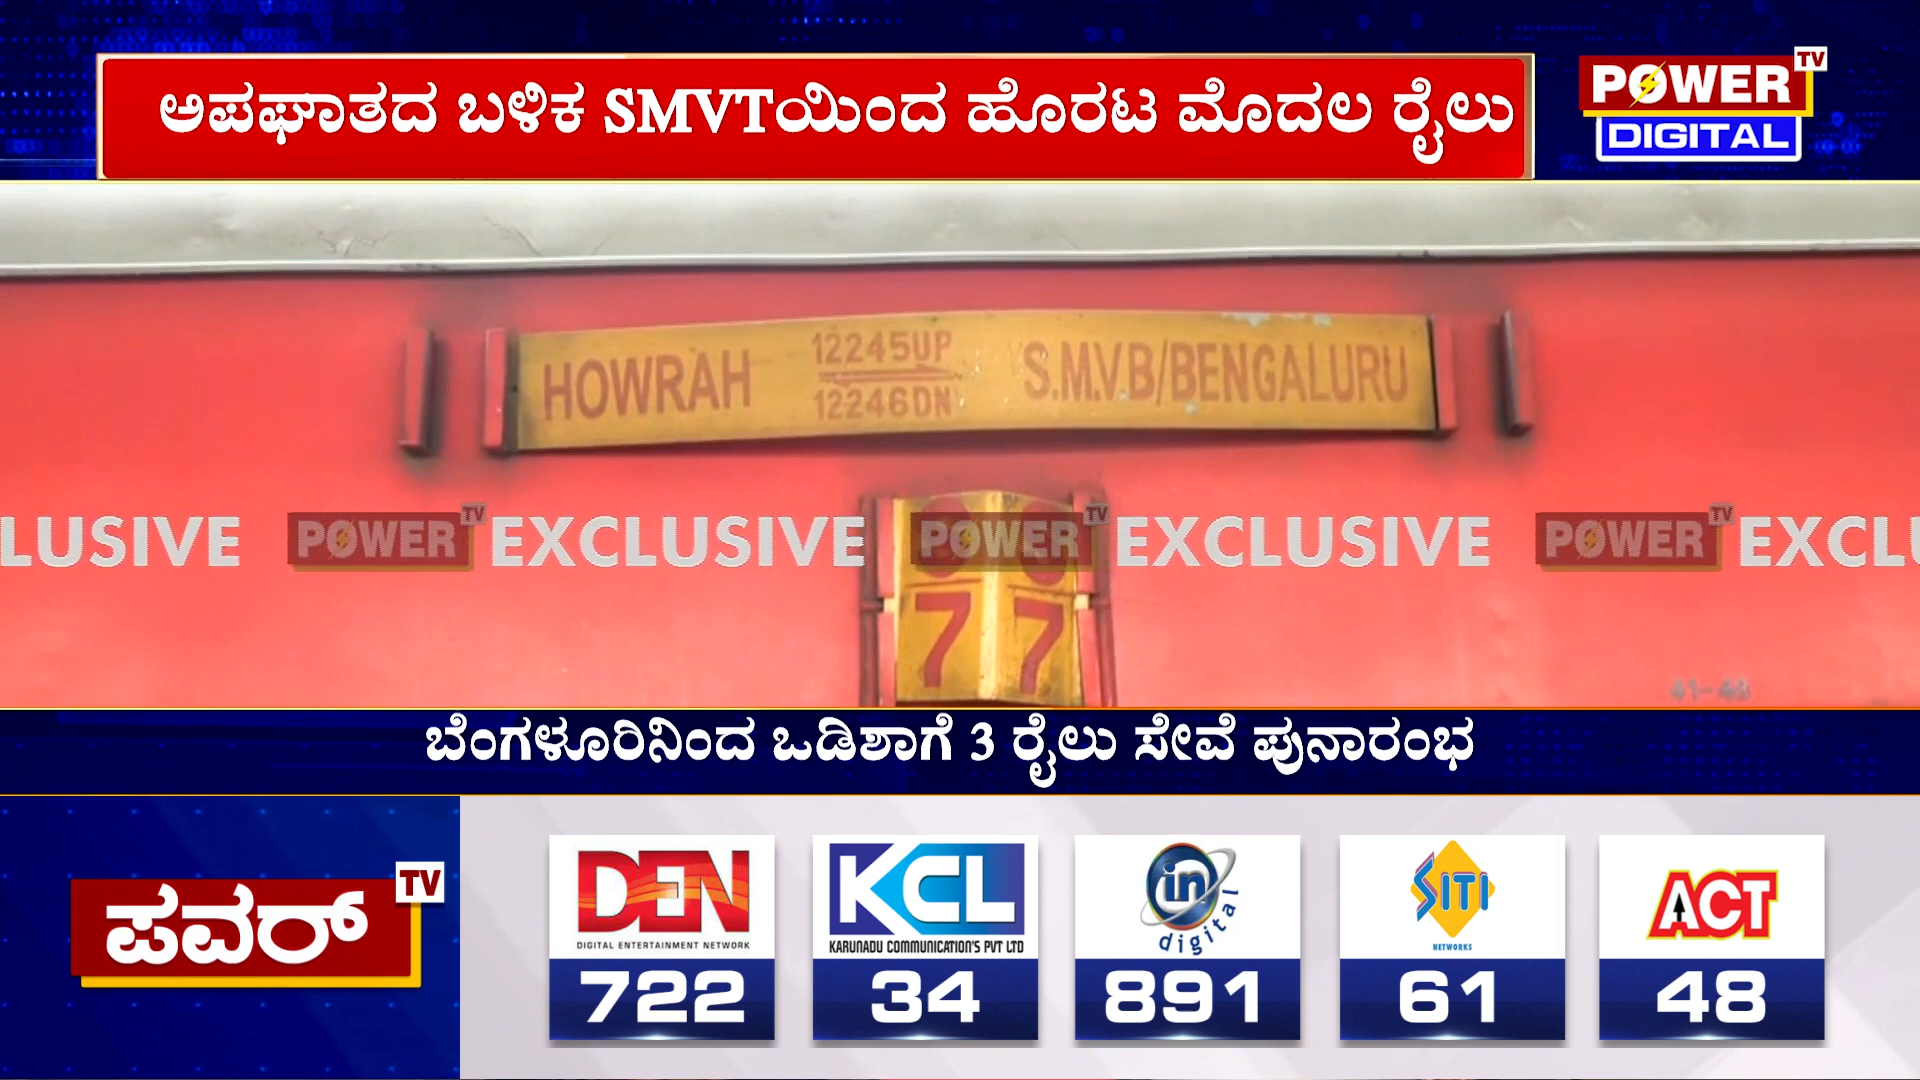 ಅಪಘಾತದ ಬಳಿಕ SMVTಯಿಂದ ಹೊರಟ ಮೊದಲ ರೈಲು
POWER TV
DIGITAL
HOWRAH 12245UP S.M.V.B/BENGALURU
12246DN
LUSIVE POWER TV EXCLUSIVE POWER TV EXCLUSIVE POWER TV EXCLU
7 7
ಬೆಂಗಳೂರಿನಿಂದ ಒಡಿಶಾಗೆ 3 ರೈಲು ಸೇವೆ ಪುನಾರಂಭ
ಪವರ್ TV
DEN
DIGITAL ENTERTAINMENT NETWORK
722
KCL
KARUNADU COMMUNICATION'S PVT LTD
34
in
digital
891
SITI
NETWORKS
61
ACT
48